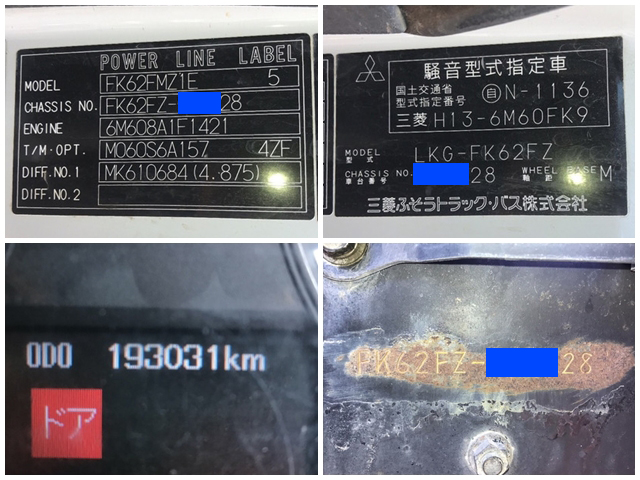 POWER LINE LABEL
MODEL FK62FMZ1E 5
CHASSIS NO. FK62FZ- 28
ENGINE 6M608A1F1421
T/M・OPT. M060S6A157 4ZF
DIFF.NO.1 MK610684(4.875)
DIFF.NO.2
騒音型式指定車
国土交通省
型式指定番号 自N-1136
三菱 H13-6M60FK9
MODEL
型式 LKG-FK62FZ
CHASSIS NO.
車台番号 28 WHEEL BASE
軸距 M
三菱ふそうトラック・バス株式会社
ODO 193031km
ドア
FK62FZ- 28